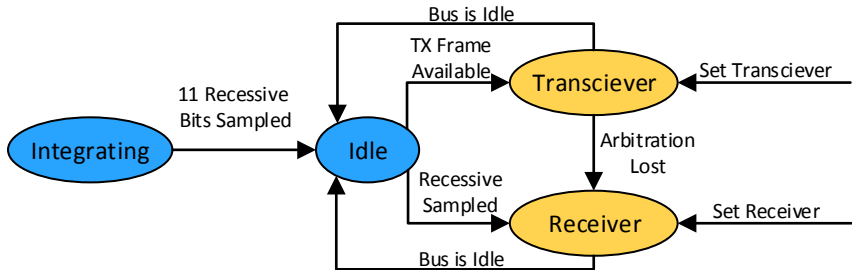 Bus is Idle
TX Frame
Available
Transciever
Set Transciever
11 Recessive
Bits Sampled
Integrating
Idle
Arbitration
Lost
Recessive
Sampled
Receiver
Set Receiver
Bus is Idle